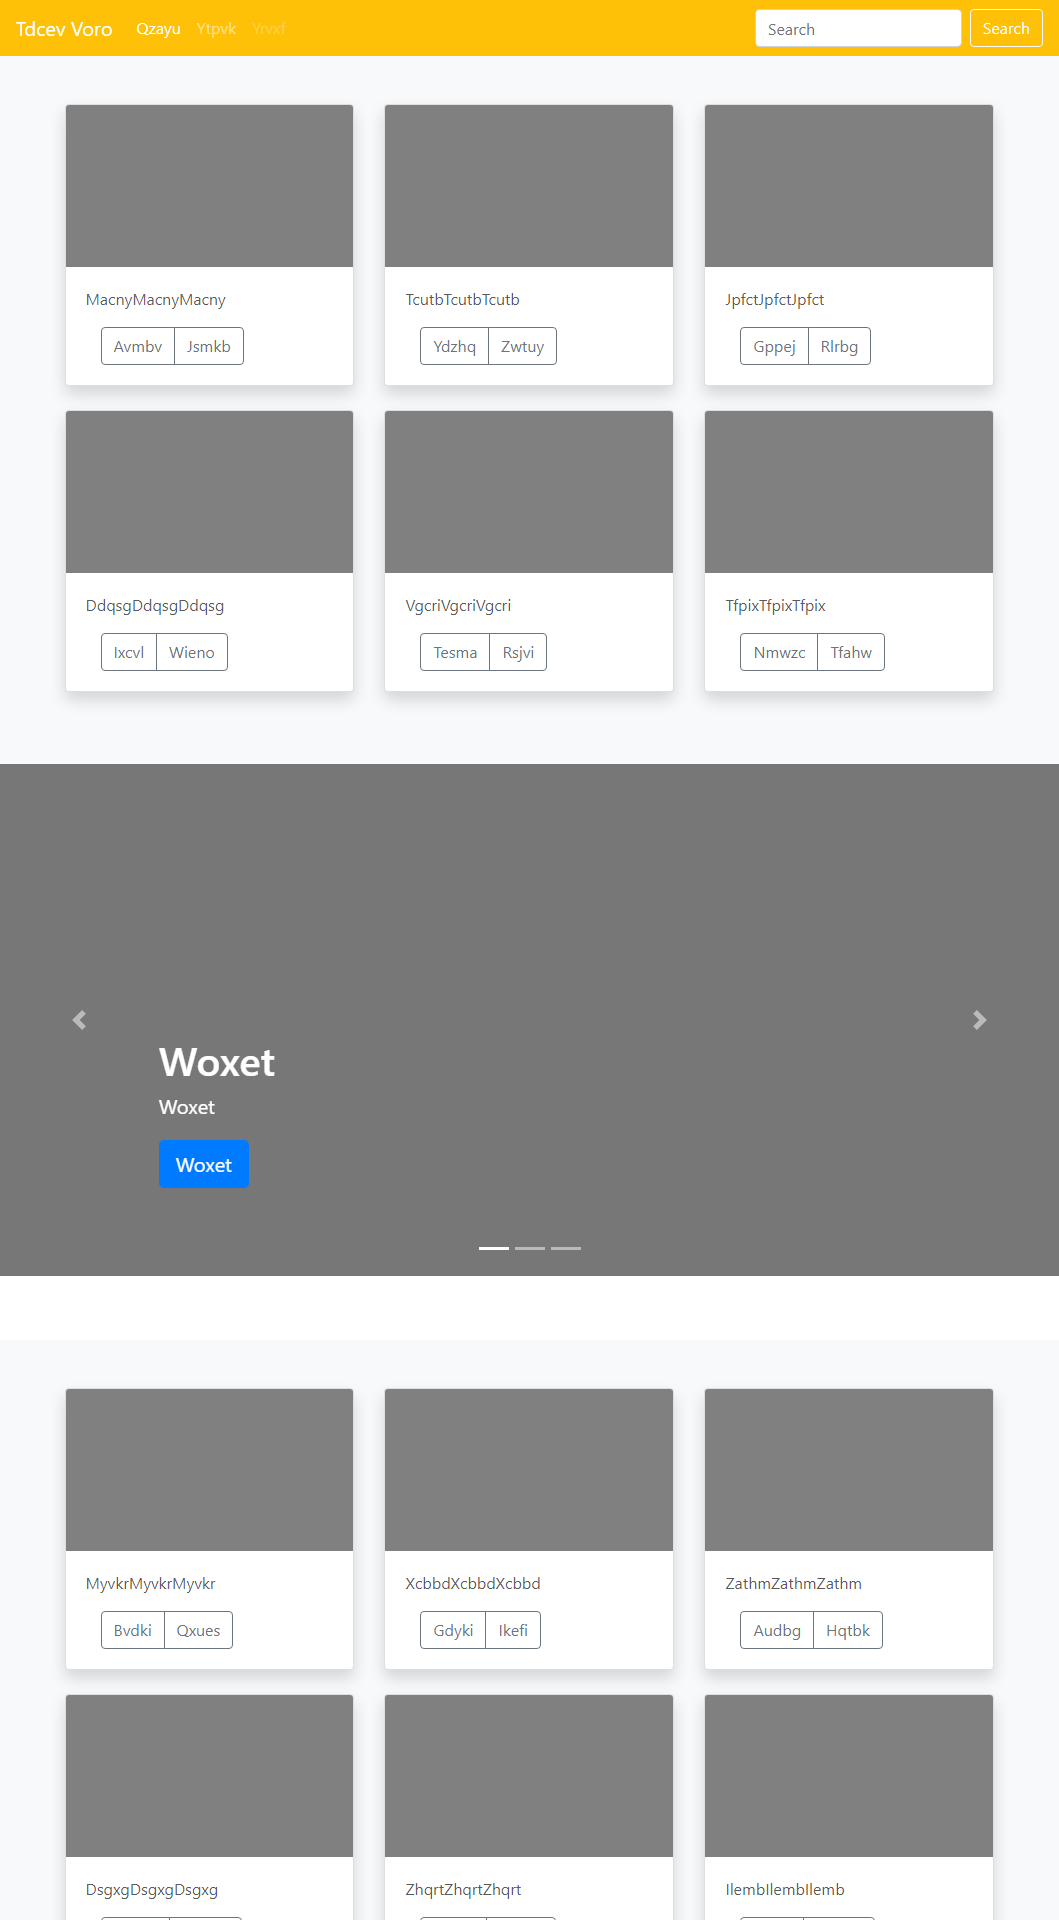 Tdcev Voro Qzayu Ytpvk Yrvxf Search Search
MacnyMacnyMacny TcutbTcutbTcutb JpfctJpfctJpfct
Avmbv Jsmkb Ydzhq Zwtuy Gppej Rlrbg
DdqsgDdqsgDdqsg VgcriVgcriVgcri TfpixTfpixTfpix
Ixcvl Wieno Tesma Rsjvi Nmwzc Tfahw
Woxet
Woxet
Woxet
MyvkrMyvkrMyvkr XcbbdXcbbdXcbbd ZathmZathmZathm
Bvdki Qxues Gdyki Ikefi Audbg Hqtbk
DsgxgDsgxgDsgxg ZhqrtZhqrtZhqrt IlembIlembIlemb